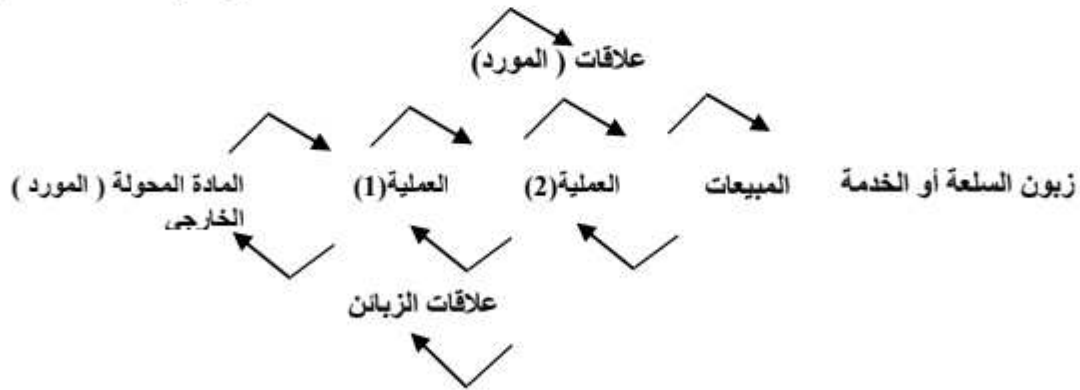 علاقات ( المورد)
زبون السلعة أو الخدمة
المبيعات
العملية(2)
العملية(1)
المادة المحولة ( المورد )
الخارجي
علاقات الزبائن